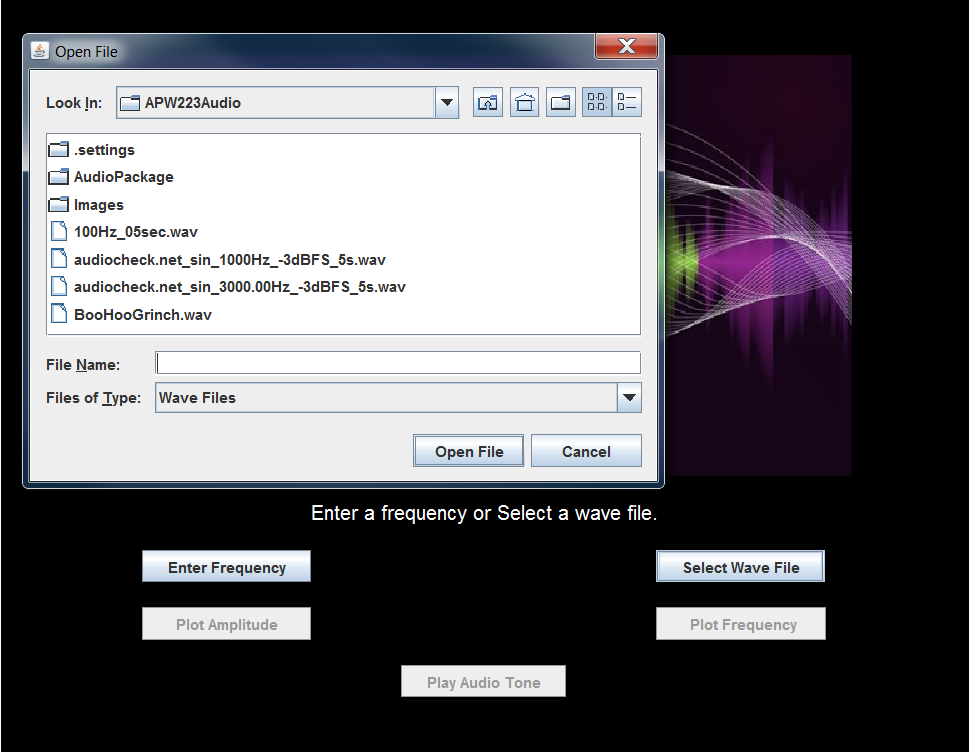 Open File
Look In: APW223Audio
.settings
AudioPackage
Images
100Hz_05sec.wav
audiocheck.net_sin_1000Hz_-3dBFS_5s.wav
audiocheck.net_sin_3000.00Hz_-3dBFS_5s.wav
BooHooGrinch.wav
File Name:
Files of Type: Wave Files
Open File Cancel
Enter a frequency or Select a wave file.
Enter Frequency Select Wave File
Plot Amplitude Plot Frequency
Play Audio Tone